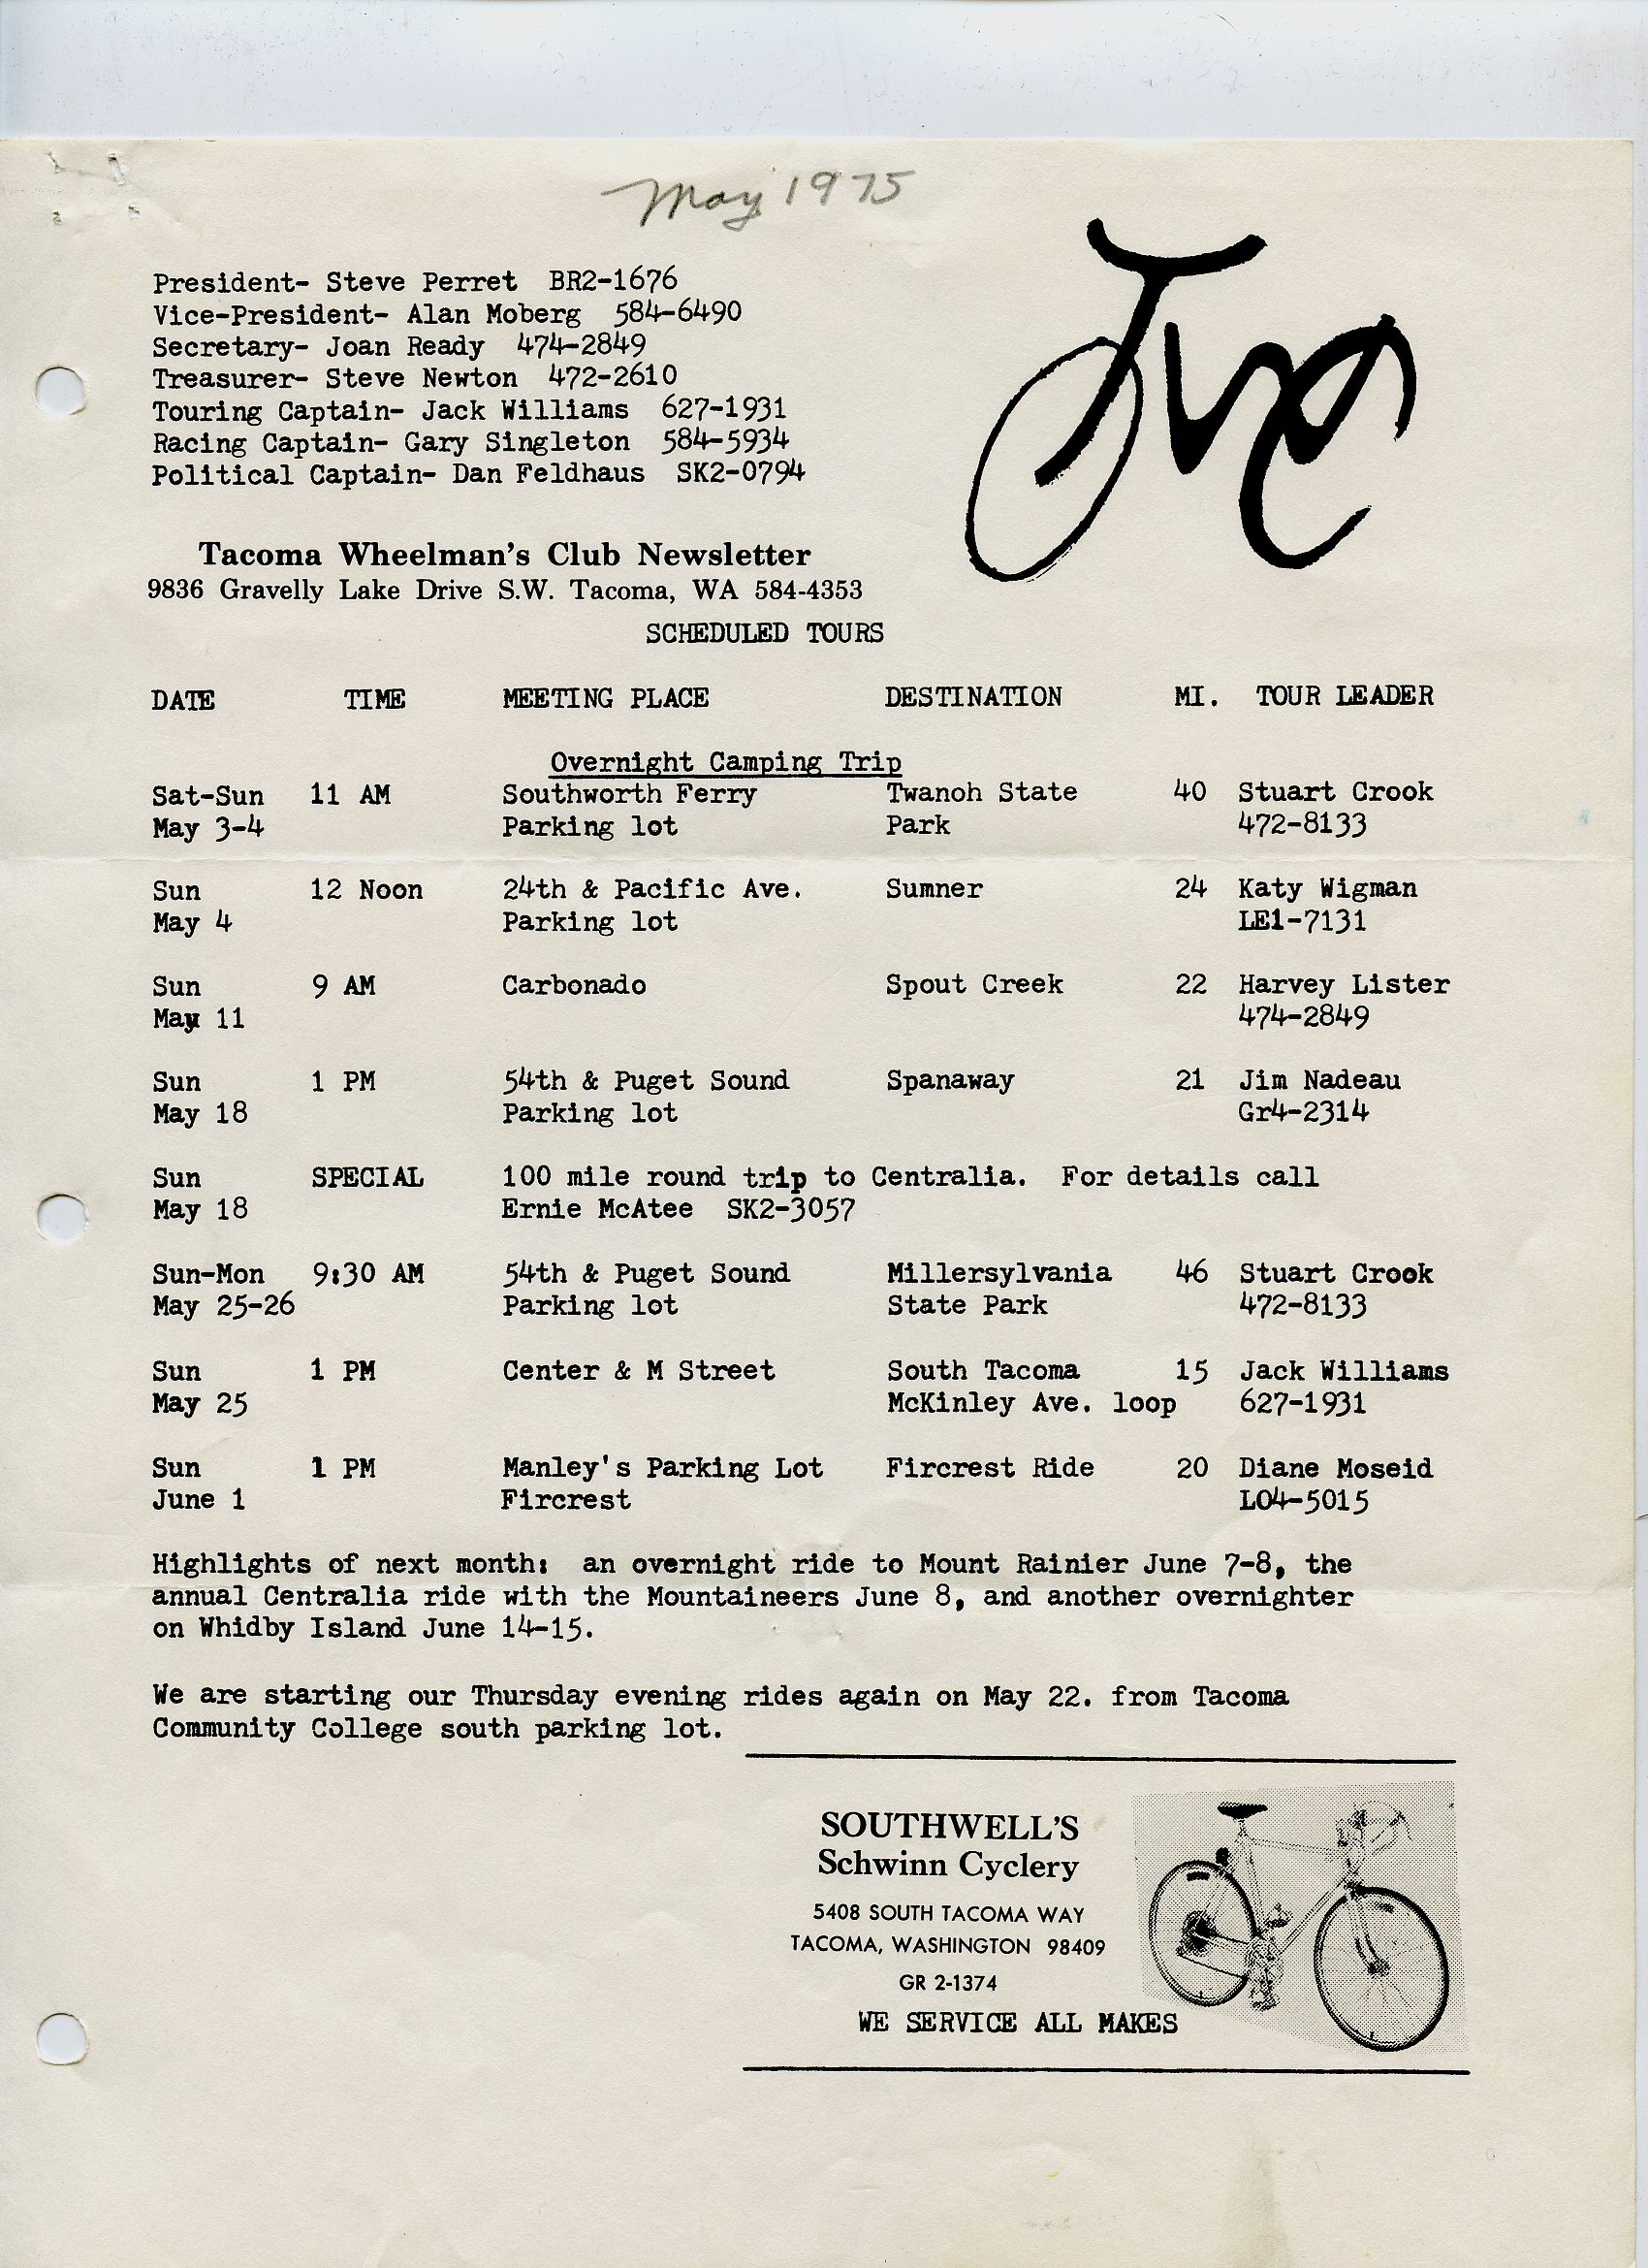 May 1975
TWC
President- Steve Perret  BR2-1676
Vice-President- Alan Moberg  584-6490
Secretary- Joan Ready  474-2849
Treasurer- Steve Newton  472-2610
Touring Captain- Jack Williams  627-1931
Racing Captain- Gary Singleton  584-5934
Political Captain- Dan Feldhaus  SK2-0794
Tacoma Wheelman's Club Newsletter
9836 Gravelly Lake Drive S.W. Tacoma, WA 584-4353
SCHEDULED TOURS
DATE TIME MEETING PLACE DESTINATION MI. TOUR LEADER
Overnight Camping Trip
Sat-Sun 11 AM Southworth Ferry Twanoh State 40 Stuart Crook
May 3-4 Parking lot Park 472-8133
Sun 12 Noon 24th & Pacific Ave. Sumner 24 Katy Wigman
May 4 Parking lot LE1-7131
Sun 9 AM Carbonado Spout Creek 22 Harvey Lister
May 11 474-2849
Sun 1 PM 54th & Puget Sound Spanaway 21 Jim Nadeau
May 18 Parking lot Gr4-2314
Sun SPECIAL 100 mile round trip to Centralia.  For details call
May 18 Ernie McAtee  SK2-3057
Sun-Mon 9:30 AM 54th & Puget Sound Millersylvania 46 Stuart Crook
May 25-26 Parking lot State Park 472-8133
Sun 1 PM Center & M Street South Tacoma 15 Jack Williams
May 25 McKinley Ave. loop 627-1931
Sun 1 PM Manley's Parking Lot Fircrest Ride 20 Diane Moseid
June 1 Fircrest LO4-5015
Highlights of next month:  an overnight ride to Mount Rainier June 7-8, the
annual Centralia ride with the Mountaineers June 8, and another overnighter
on Whidby Island June 14-15.
We are starting our Thursday evening rides again on May 22. from Tacoma
Community College south parking lot.
SOUTHWELL'S
Schwinn Cyclery
5408 SOUTH TACOMA WAY
TACOMA, WASHINGTON  98409
GR 2-1374
WE SERVICE ALL MAKES